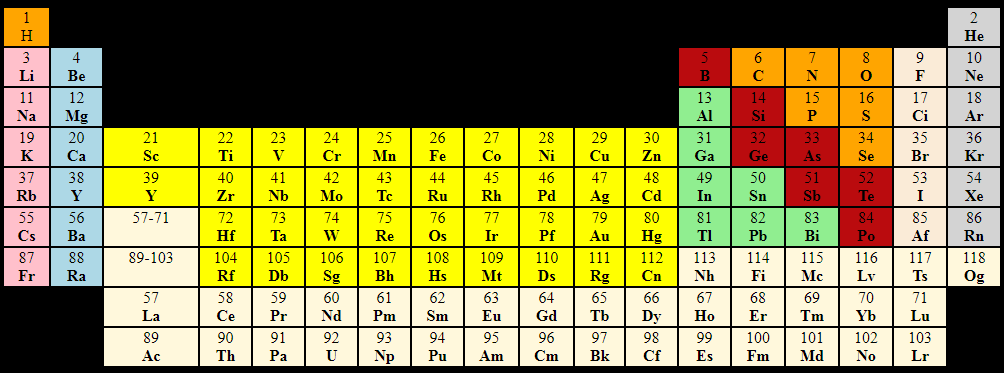 1 2
H He
3 4 5 6 7 8 9 10
Li Be B C N O F Ne
11 12 13 14 15 16 17 18
Na Mg Al Si P S Ci Ar
19 20 21 22 23 24 25 26 27 28 29 30 31 32 33 34 35 36
K Ca Sc Ti V Cr Mn Fe Co Ni Cu Zn Ga Ge As Se Br Kr
37 38 39 40 41 42 43 44 45 46 47 48 49 50 51 52 53 54
Rb Y Y Zr Nb Mo Tc Ru Rh Pd Ag Cd In Sn Sb Te I Xe
55 56 57-71 72 73 74 75 76 77 78 79 80 81 82 83 84 85 86
Cs Ba Hf Ta W Re Os Ir Pf Au Hg Tl Pb Bi Po Af Rn
87 88 89-103 104 105 106 107 108 109 110 111 112 113 114 115 116 117 118
Fr Ra Rf Db Sg Bh Hs Mt Ds Rg Cn Nh Fi Mc Lv Ts Og
57 58 59 60 61 62 63 64 65 66 67 68 69 70 71
La Ce Pr Nd Pm Sm Eu Gd Tb Dy Ho Er Tm Yb Lu
89 90 91 92 93 94 95 96 97 98 99 100 101 102 103
Ac Th Pa U Np Pu Am Cm Bk Cf Es Fm Md No Lr